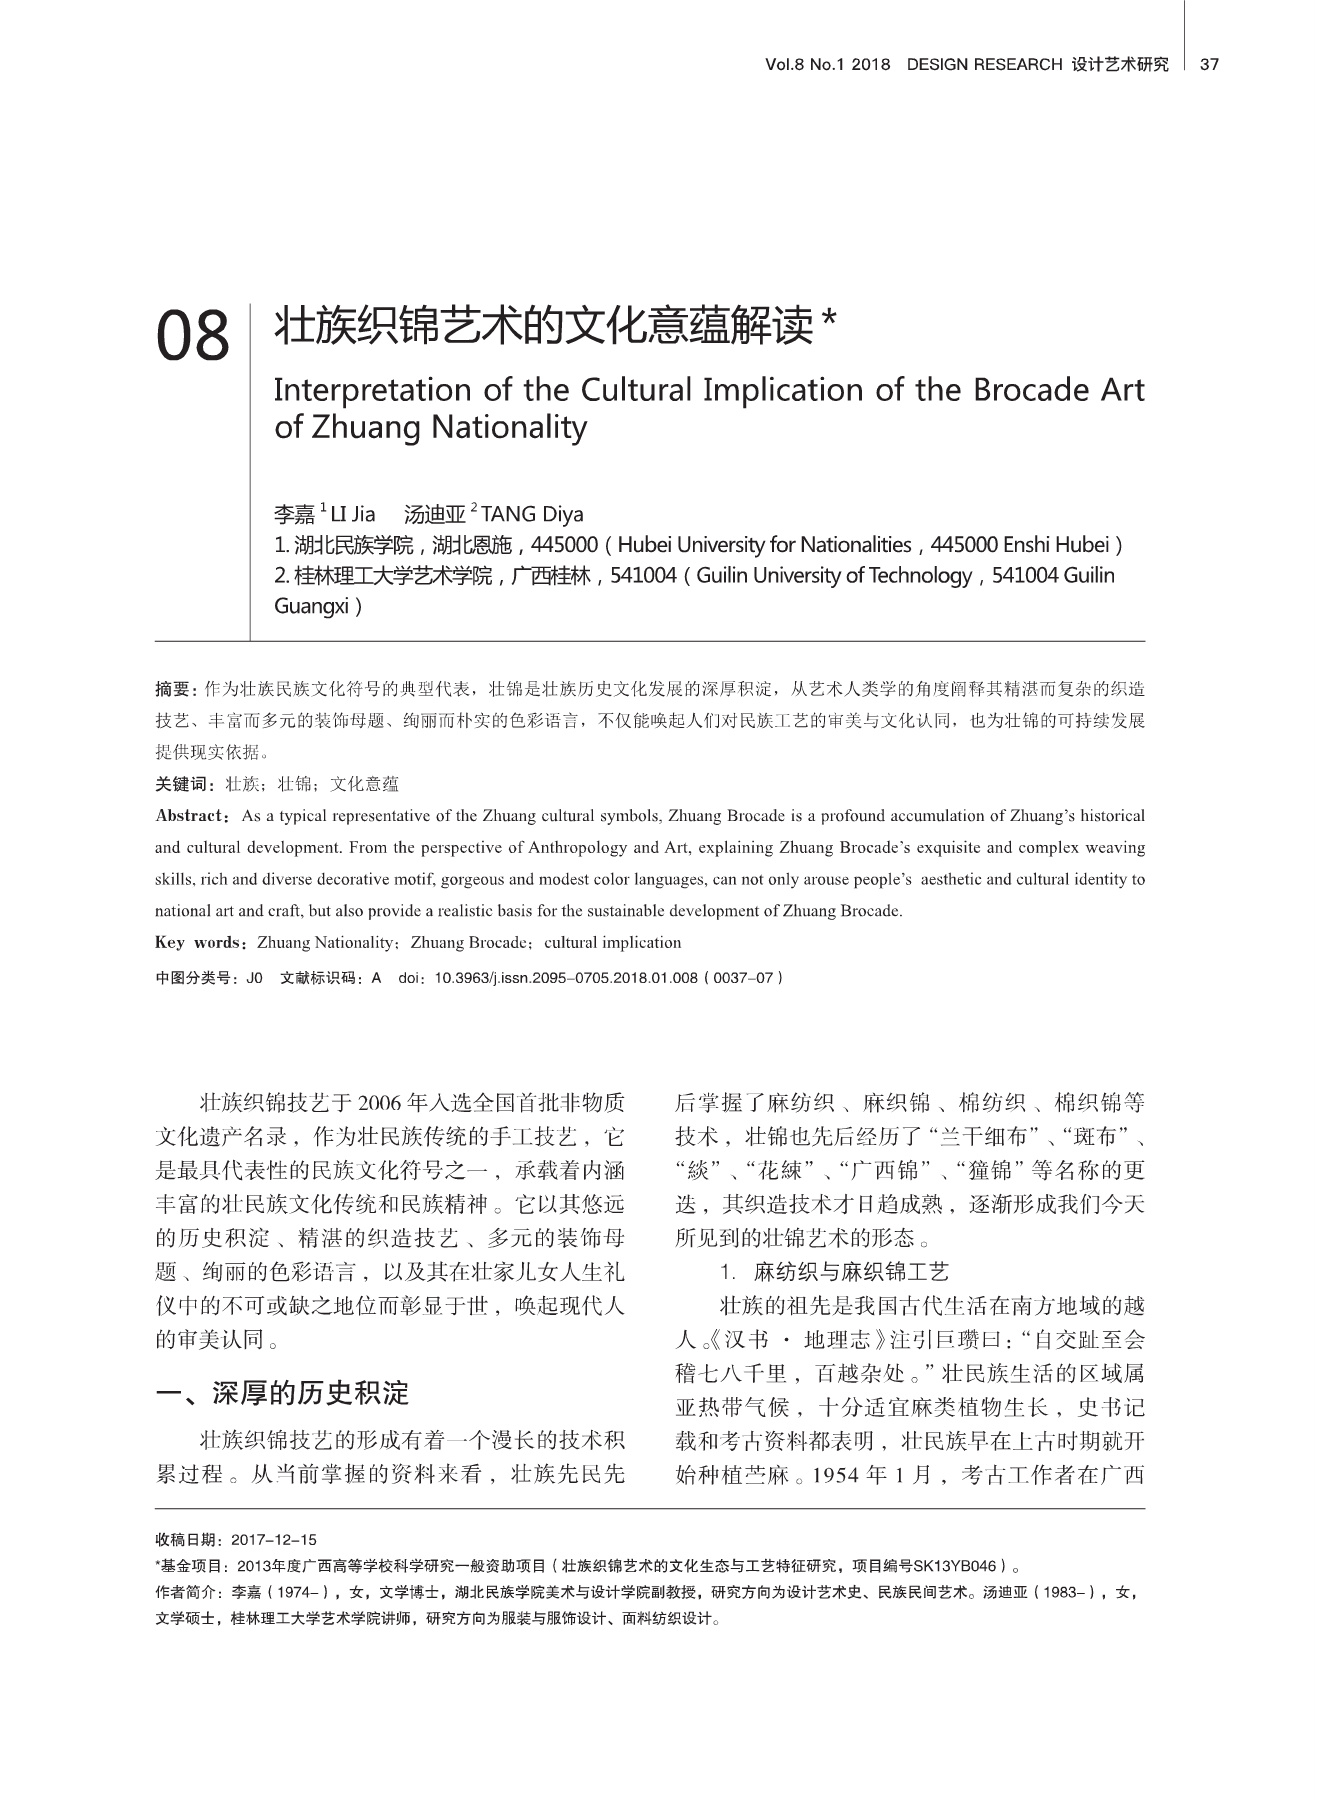 Vol.8 No.1 2018 DESIGN RESEARCH 设计艺术研究 37
08
壮族织锦艺术的文化意蕴解读*
Interpretation of the Cultural Implication of the Brocade Art
of Zhuang Nationality
李嘉¹LI Jia 汤迪亚²TANG Diya
1. 湖北民族学院，湖北恩施，445000（Hubei University for Nationalities，445000 Enshi Hubei）
2. 桂林理工大学艺术学院，广西桂林，541004（Guilin University of Technology，541004 Guilin
Guangxi）
摘要：作为壮族民族文化符号的典型代表，壮锦是壮族历史文化发展的深厚积淀，从艺术人类学的角度阐释其精湛而复杂的织造
技艺、丰富而多元的装饰母题、绚丽而朴实的色彩语言，不仅能唤起人们对民族工艺的审美与文化认同，也为壮锦的可持续发展
提供现实依据。
关键词：壮族；壮锦；文化意蕴
Abstract：As a typical representative of the Zhuang cultural symbols, Zhuang Brocade is a profound accumulation of Zhuang's historical
and cultural development. From the perspective of Anthropology and Art, explaining Zhuang Brocade's exquisite and complex weaving
skills, rich and diverse decorative motif, gorgeous and modest color languages, can not only arouse people's aesthetic and cultural identity to
national art and craft, but also provide a realistic basis for the sustainable development of Zhuang Brocade.
Key words：Zhuang Nationality；Zhuang Brocade；cultural implication
中图分类号：J0 文献标识码：A doi：10.3963/j.issn.2095-0705.2018.01.008（0037-07）
壮族织锦技艺于 2006 年入选全国首批非物质
文化遗产名录，作为壮民族传统的手工技艺，它
是最具代表性的民族文化符号之一，承载着内涵
丰富的壮民族文化传统和民族精神。它以其悠远
的历史积淀、精湛的织造技艺、多元的装饰母
题、绚丽的色彩语言，以及其在壮家儿女人生礼
仪中的不可或缺之地位而彰显于世，唤起现代人
的审美认同。
一、深厚的历史积淀
壮族织锦技艺的形成有着一个漫长的技术积
累过程。从当前掌握的资料来看，壮族先民先
后掌握了麻纺织、麻织锦、棉纺织、棉织锦等
技术，壮锦也先后经历了“兰干细布”、“斑布”、
“緂”、“花綀”、“广西锦”、“獞锦”等名称的更
迭，其织造技术才日趋成熟，逐渐形成我们今天
所见到的壮锦艺术的形态。
1. 麻纺织与麻织锦工艺
壮族的祖先是我国古代生活在南方地域的越
人。《汉书 · 地理志》注引巨瓒曰：“自交趾至会
稽七八千里，百越杂处。”壮民族生活的区域属
亚热带气候，十分适宜麻类植物生长，史书记
载和考古资料都表明，壮民族早在上古时期就开
始种植苎麻。1954 年 1 月，考古工作者在广西
收稿日期：2017-12-15
*基金项目：2013年度广西高等学校科学研究一般资助项目（壮族织锦艺术的文化生态与工艺特征研究，项目编号SK13YB046）。
作者简介：李嘉（1974-），女，文学博士，湖北民族学院美术与设计学院副教授，研究方向为设计艺术史、民族民间艺术。汤迪亚（1983-），女，
文学硕士，桂林理工大学艺术学院讲师，研究方向为服装与服饰设计、面料纺织设计。